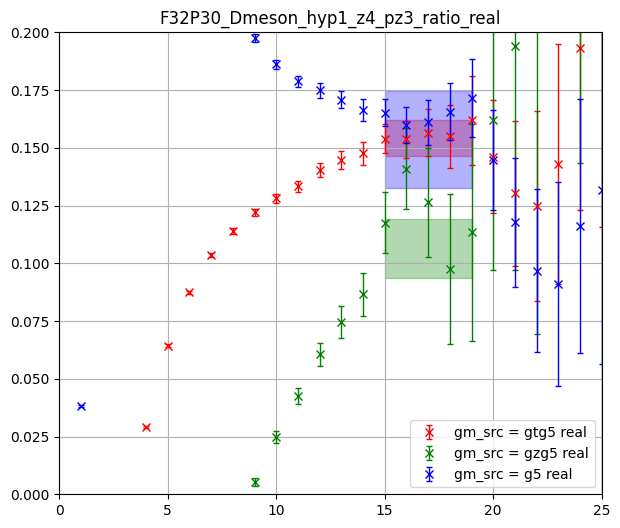 F32P30_Dmeson_hyp1_z4_pz3_ratio_real
0.200
0.175
0.150
0.125
0.100
0.075
0.050
0.025
0.000
0 5 10 15 20 25
gm_src = gtg5 real
gm_src = gzg5 real
gm_src = g5 real